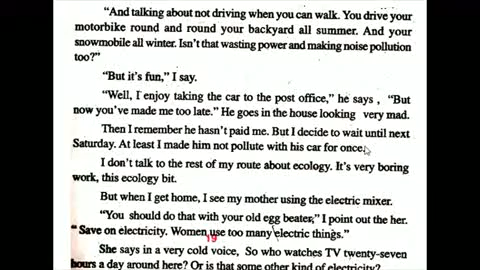 "And talking about not driving when you can walk. You drive your
motorbike round and round your backyard all summer. And your
snowmobile all winter. Isn't that wasting power and making noise pollution
too?"
"But it's fun," I say.
"Well, I enjoy taking the car to the post office," he says , "But
now you've made me too late." He goes in the house looking very mad.
Then I remember he hasn't paid me. But I decide to wait until next
Saturday. At least I made him not pollute with his car for once.
I don't talk to the rest of my route about ecology. It's very boring
work, this ecology bit.
But when I get home, I see my mother using the electric mixer.
"You should do that with your old egg beater," I point out the her.
"Save on electricity. Women use too many electric things."
19
She says in a very cold voice, So who watches TV twenty-seven
hours a day around here? Or is that some other kind of electricity?